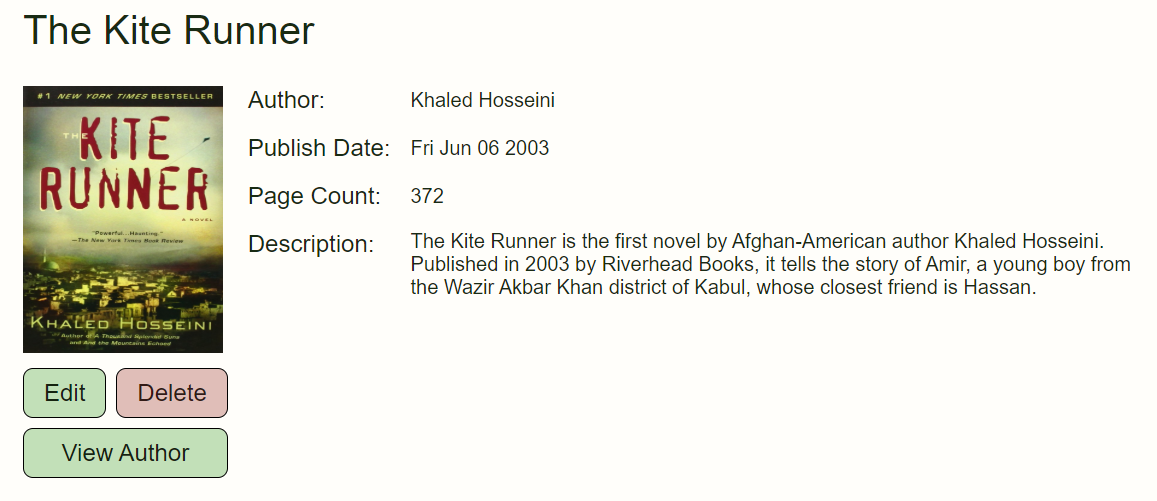 The Kite Runner
#1 NEW YORK TIMES BESTSELLER
THE
KITE
RUNNER
A NOVEL
"Powerful...Haunting."
—The New York Times Book Review
KHALED HOSSEINI
Author of A Thousand Splendid Suns
and And the Mountains Echoed
Author: Khaled Hosseini
Publish Date: Fri Jun 06 2003
Page Count: 372
Description: The Kite Runner is the first novel by Afghan-American author Khaled Hosseini.
Published in 2003 by Riverhead Books, it tells the story of Amir, a young boy from
the Wazir Akbar Khan district of Kabul, whose closest friend is Hassan.
Edit Delete
View Author